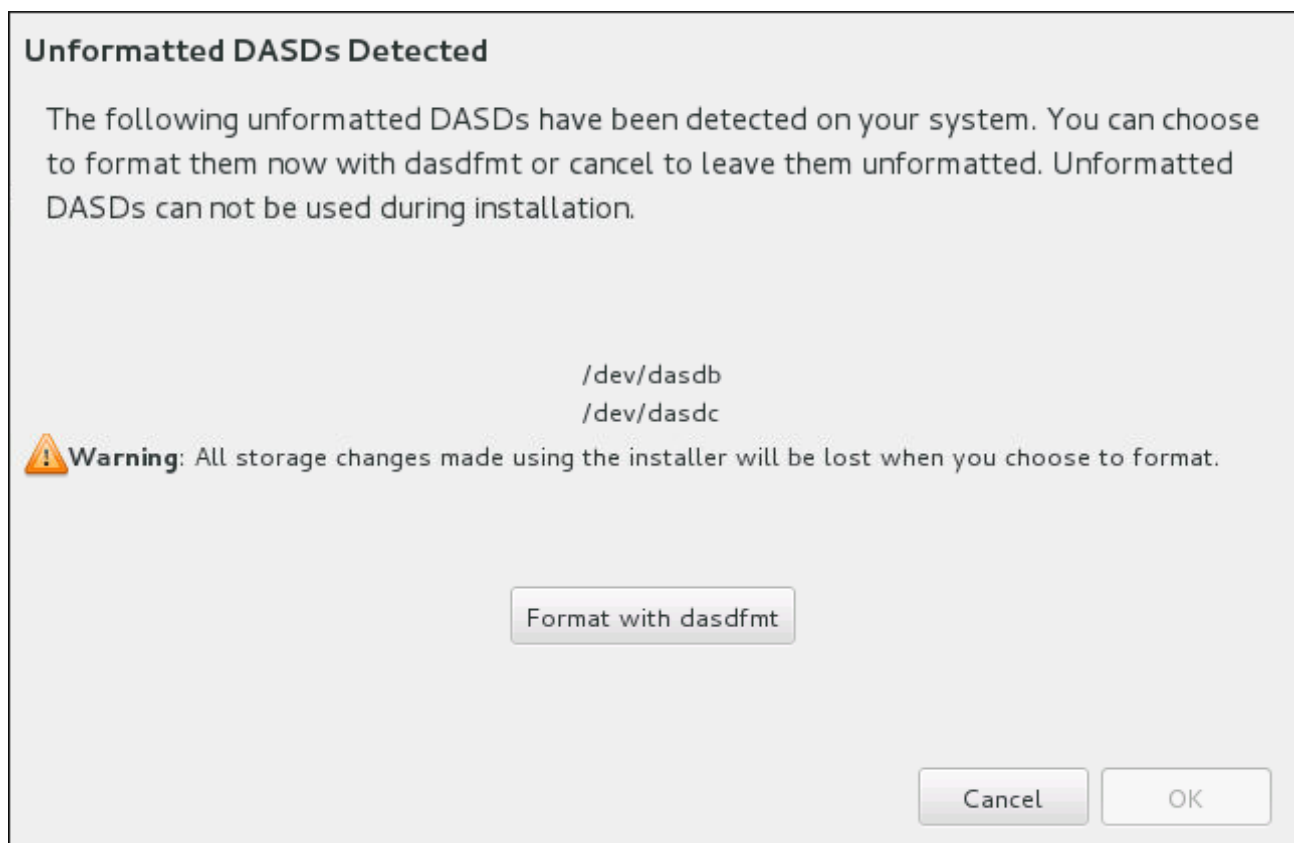 Unformatted DASDs Detected
The following unformatted DASDs have been detected on your system. You can choose
to format them now with dasdfmt or cancel to leave them unformatted. Unformatted
DASDs can not be used during installation.
/dev/dasdb
/dev/dasdc
Warning: All storage changes made using the installer will be lost when you choose to format.
Format with dasdfmt
Cancel
OK